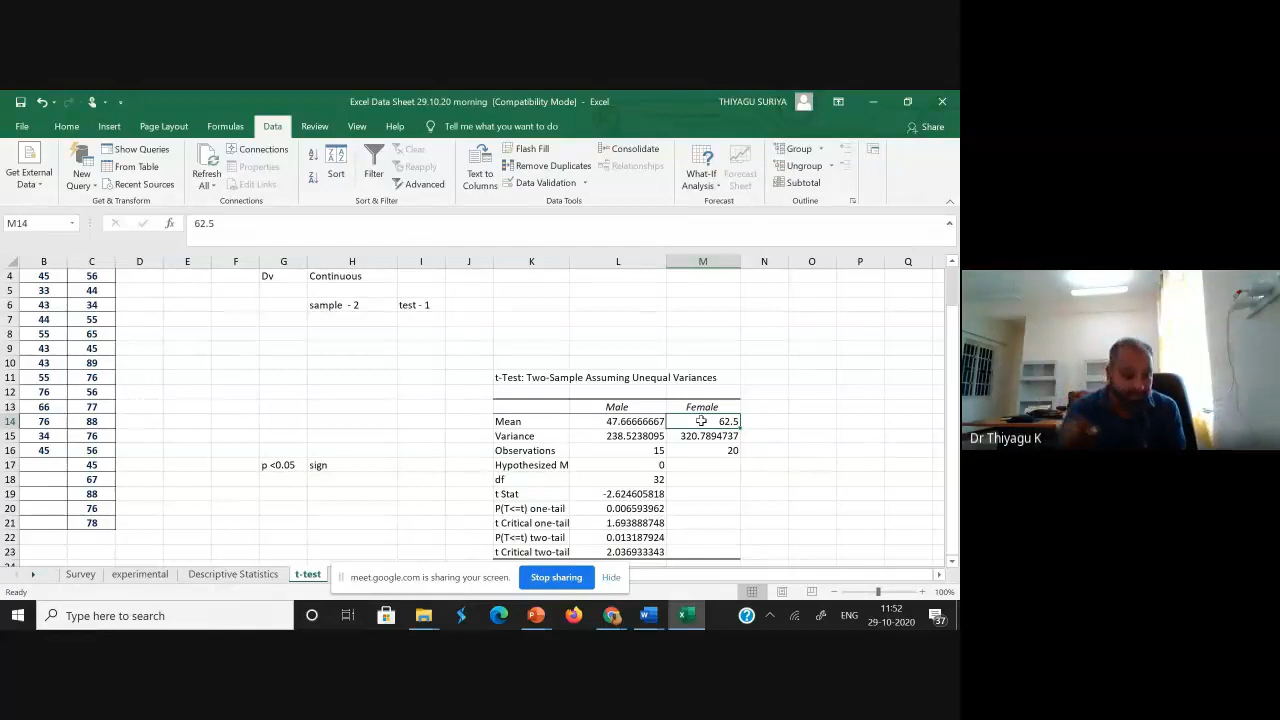 Excel Data Sheet 29.10.20 morning [Compatibility Mode] - Excel
THIYAGU SURIYA
File Home Insert Page Layout Formulas Data Review View Help Tell me what you want to do Share
Get External Data
New Query
Show Queries
From Table
Recent Sources
Get & Transform
Refresh All
Connections
Properties
Edit Links
Connections
Sort
Filter
Clear
Reapply
Advanced
Sort & Filter
Text to Columns
Flash Fill
Remove Duplicates
Data Validation
Consolidate
Relationships
Data Tools
What-If Analysis
Forecast Sheet
Forecast
Group
Ungroup
Subtotal
Outline
M14 fx 62.5
B C D E F G H I J K L M N O P Q
4 45 56 Dv Continuous
5 33 44
6 43 34 sample - 2 test - 1
7 44 55
8 55 65
9 43 45
10 43 89
11 55 76 t-Test: Two-Sample Assuming Unequal Variances
12 76 56
13 66 77 Male Female
14 76 88 Mean 47.66666667 62.5
15 34 76 Variance 238.5238095 320.7894737
16 45 56 Observations 15 20
17 45 p <0.05 sign Hypothesized M 0
18 67 df 32
19 88 t Stat -2.624605818
20 76 P(T<=t) one-tail 0.006593962
21 78 t Critical one-tail 1.693888748
22 P(T<=t) two-tail 0.013187924
23 t Critical two-tail 2.036933343
Survey experimental Descriptive Statistics t-test
meet.google.com is sharing your screen. Stop sharing Hide
Ready 100%
Type here to search
ENG
11:52
29-10-2020
37
Dr Thiyagu K